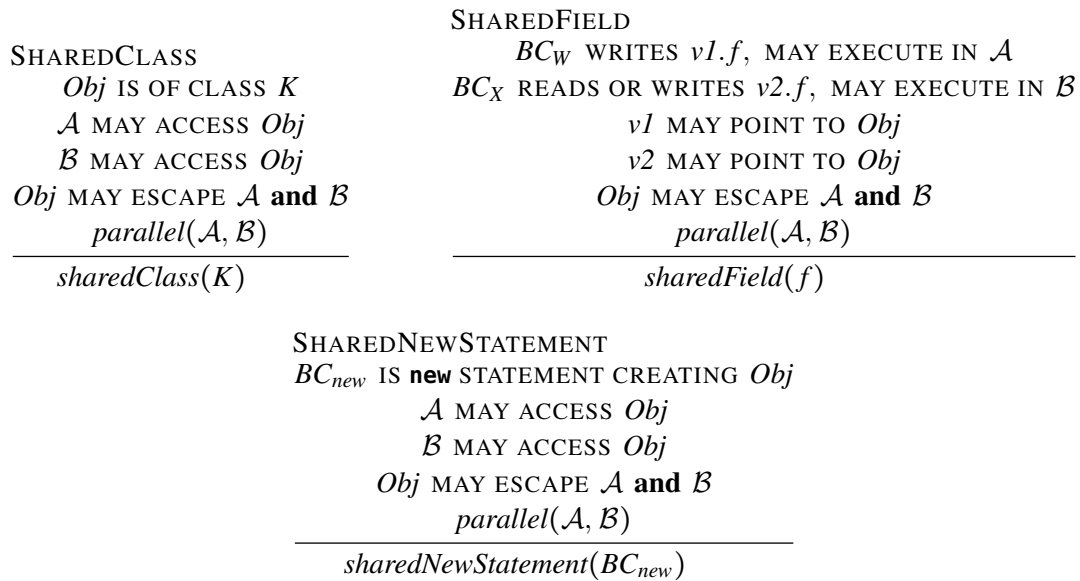 SHAREDCLASS
Obj IS OF CLASS K
𝒜 MAY ACCESS Obj
ℬ MAY ACCESS Obj
Obj MAY ESCAPE 𝒜 and ℬ
parallel(𝒜, ℬ)
sharedClass(K)
SHAREDFIELD
BC_W WRITES v1.f, MAY EXECUTE IN 𝒜
BC_X READS OR WRITES v2.f, MAY EXECUTE IN ℬ
v1 MAY POINT TO Obj
v2 MAY POINT TO Obj
Obj MAY ESCAPE 𝒜 and ℬ
parallel(𝒜, ℬ)
sharedField(f)
SHAREDNEWSTATEMENT
BC_new IS new STATEMENT CREATING Obj
𝒜 MAY ACCESS Obj
ℬ MAY ACCESS Obj
Obj MAY ESCAPE 𝒜 and ℬ
parallel(𝒜, ℬ)
sharedNewStatement(BC_new)